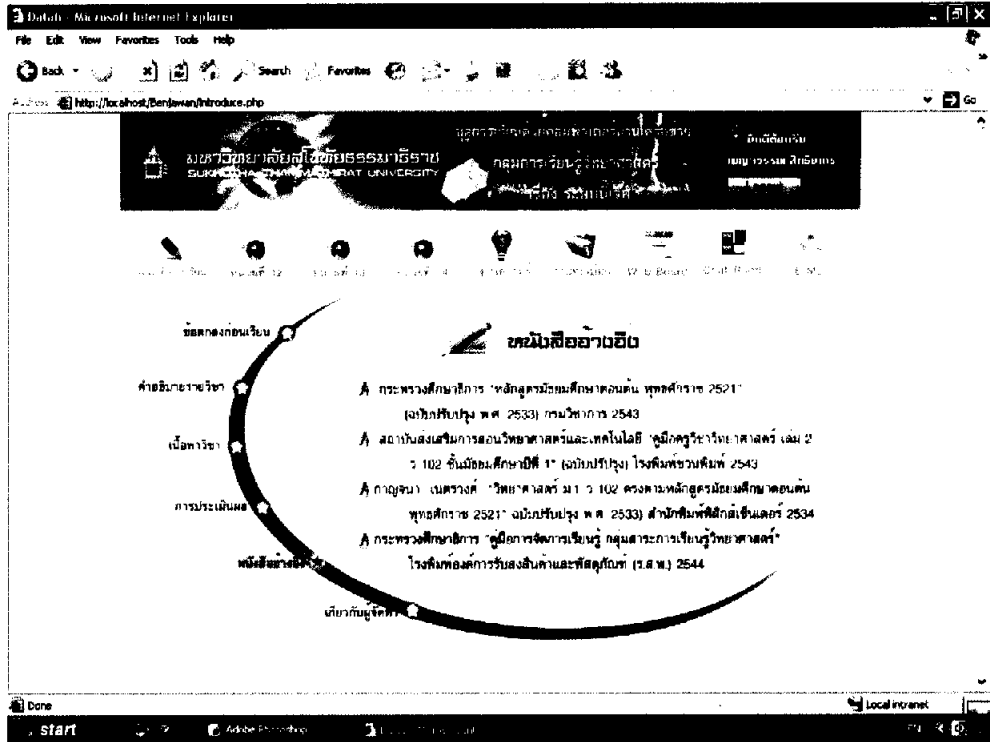 Datab - Microsoft Internet Explorer
File Edit View Favorites Tools Help
Back Search Favorites
http://localhost/Benjawan/introduce.php Go
มหาวิทยาลัยสุโขทัยธรรมาธิราช
SUKHOTHAI THAMMATHIRAT UNIVERSITY
กลุ่มการเรียนรู้วิทยาศาสตร์
ยินดีต้อนรับ
Web Board Chat Room
ข้อตกลงก่อนเรียน
คำอธิบายรายวิชา
เนื้อหาวิชา
การประเมินผล
หนังสืออ้างอิง
เกี่ยวกับผู้จัดทำ
หนังสืออ้างอิง
กระทรวงศึกษาธิการ "หลักสูตรมัธยมศึกษาตอนต้น พุทธศักราช 2521"
(ฉบับปรับปรุง พ.ศ. 2533) กรมวิชาการ 2543
สถาบันส่งเสริมการสอนวิทยาศาสตร์และเทคโนโลยี "คู่มือครูวิชาวิทยาศาสตร์ เล่ม 2
ว 102 ชั้นมัธยมศึกษาปีที่ 1" (ฉบับปรับปรุง) โรงพิมพ์ชวนพิมพ์ 2543
กาญจนา เนตรวงศ์ "วิทยาศาสตร์ ม.1 ว 102 ตรงตามหลักสูตรมัธยมศึกษาตอนต้น
พุทธศักราช 2521" ฉบับปรับปรุง พ.ศ. 2533) สำนักพิมพ์ฟิสิกส์เซ็นเตอร์ 2534
กระทรวงศึกษาธิการ "คู่มือการจัดการเรียนรู้ กลุ่มสาระการเรียนรู้วิทยาศาสตร์"
โรงพิมพ์องค์การรับส่งสินค้าและพัสดุภัณฑ์ (ร.ส.พ.) 2544
Done Local intranet
start Adobe Photoshop EN